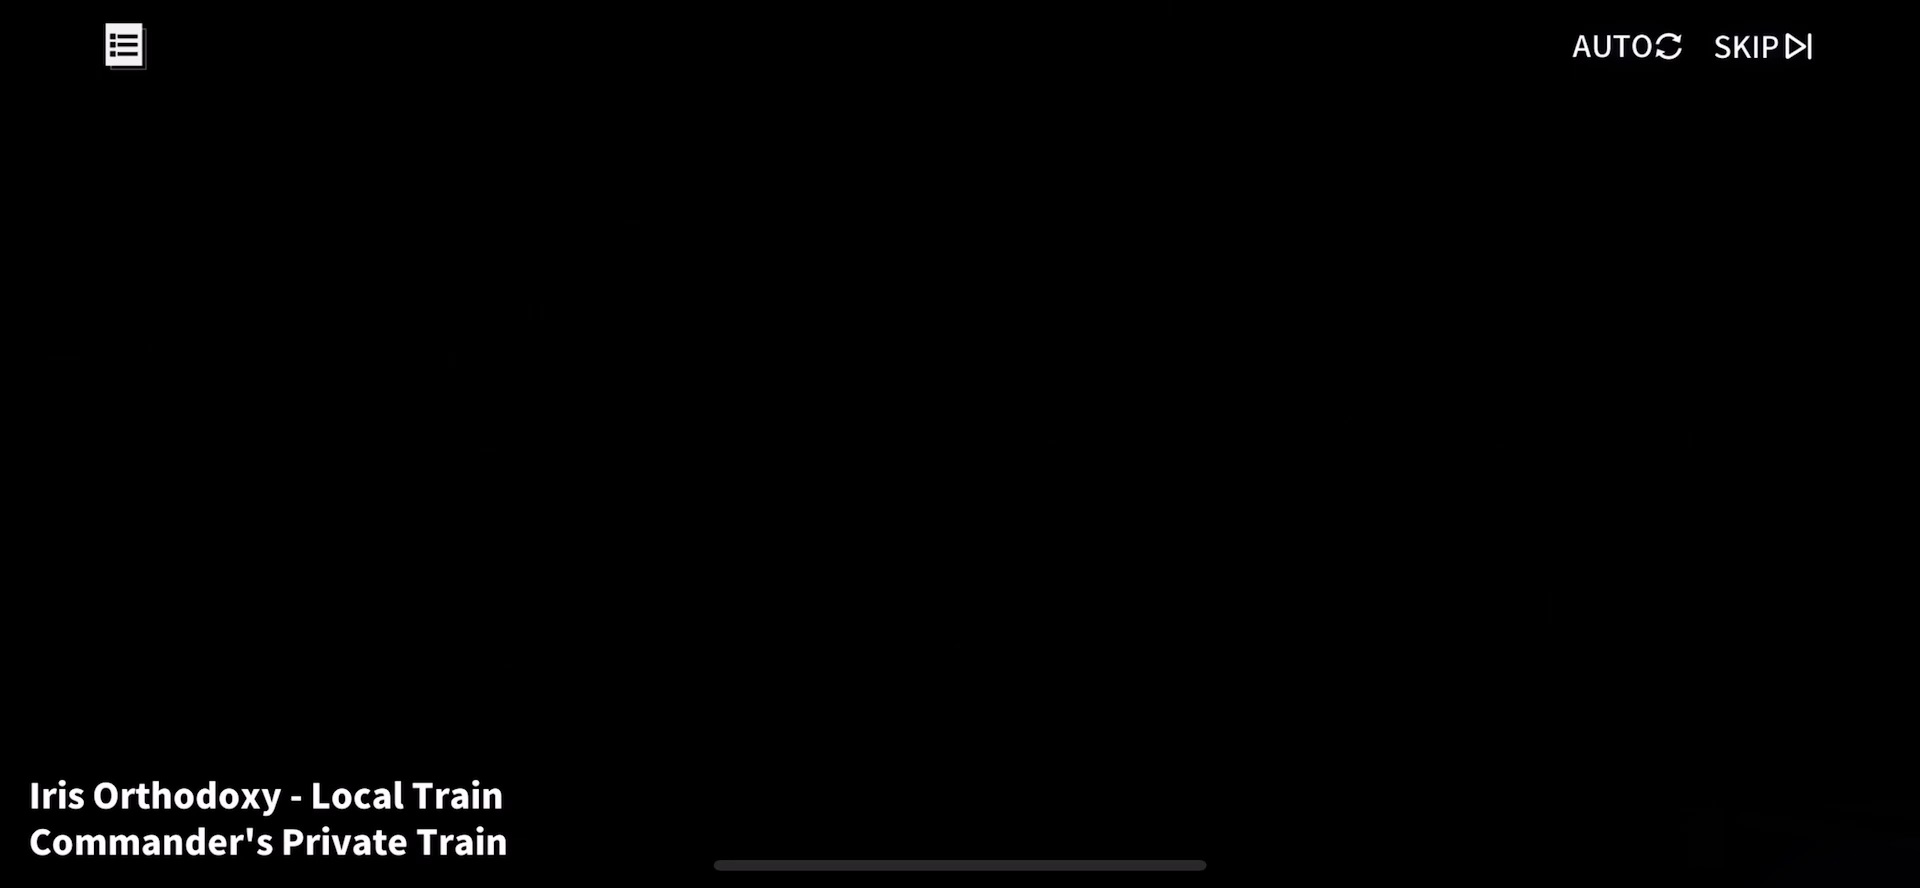 AUTO SKIP
Iris Orthodoxy - Local Train
Commander's Private Train